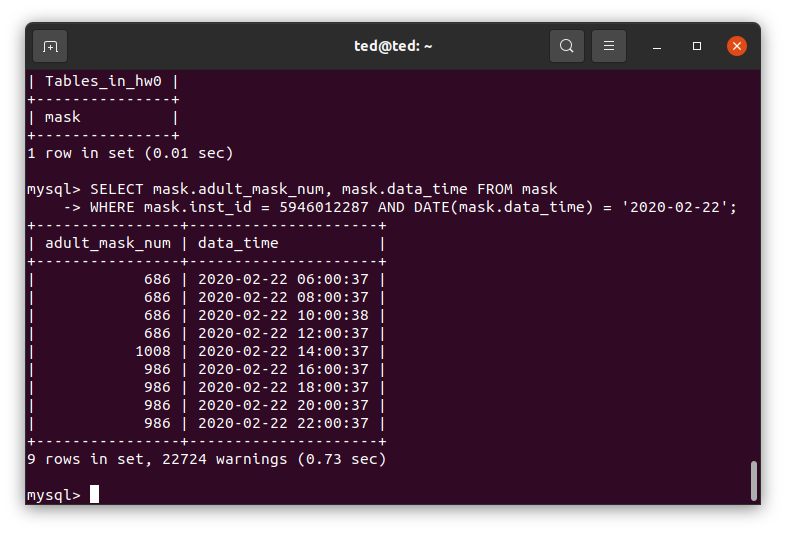 ted@ted: ~
| Tables_in_hw0 |
+---------------+
| mask          |
+---------------+
1 row in set (0.01 sec)
mysql> SELECT mask.adult_mask_num, mask.data_time FROM mask
    -> WHERE mask.inst_id = 5946012287 AND DATE(mask.data_time) = '2020-02-22';
+----------------+---------------------+
| adult_mask_num | data_time           |
+----------------+---------------------+
|            686 | 2020-02-22 06:00:37 |
|            686 | 2020-02-22 08:00:37 |
|            686 | 2020-02-22 10:00:38 |
|            686 | 2020-02-22 12:00:37 |
|           1008 | 2020-02-22 14:00:37 |
|            986 | 2020-02-22 16:00:37 |
|            986 | 2020-02-22 18:00:37 |
|            986 | 2020-02-22 20:00:37 |
|            986 | 2020-02-22 22:00:37 |
+----------------+---------------------+
9 rows in set, 22724 warnings (0.73 sec)
mysql>